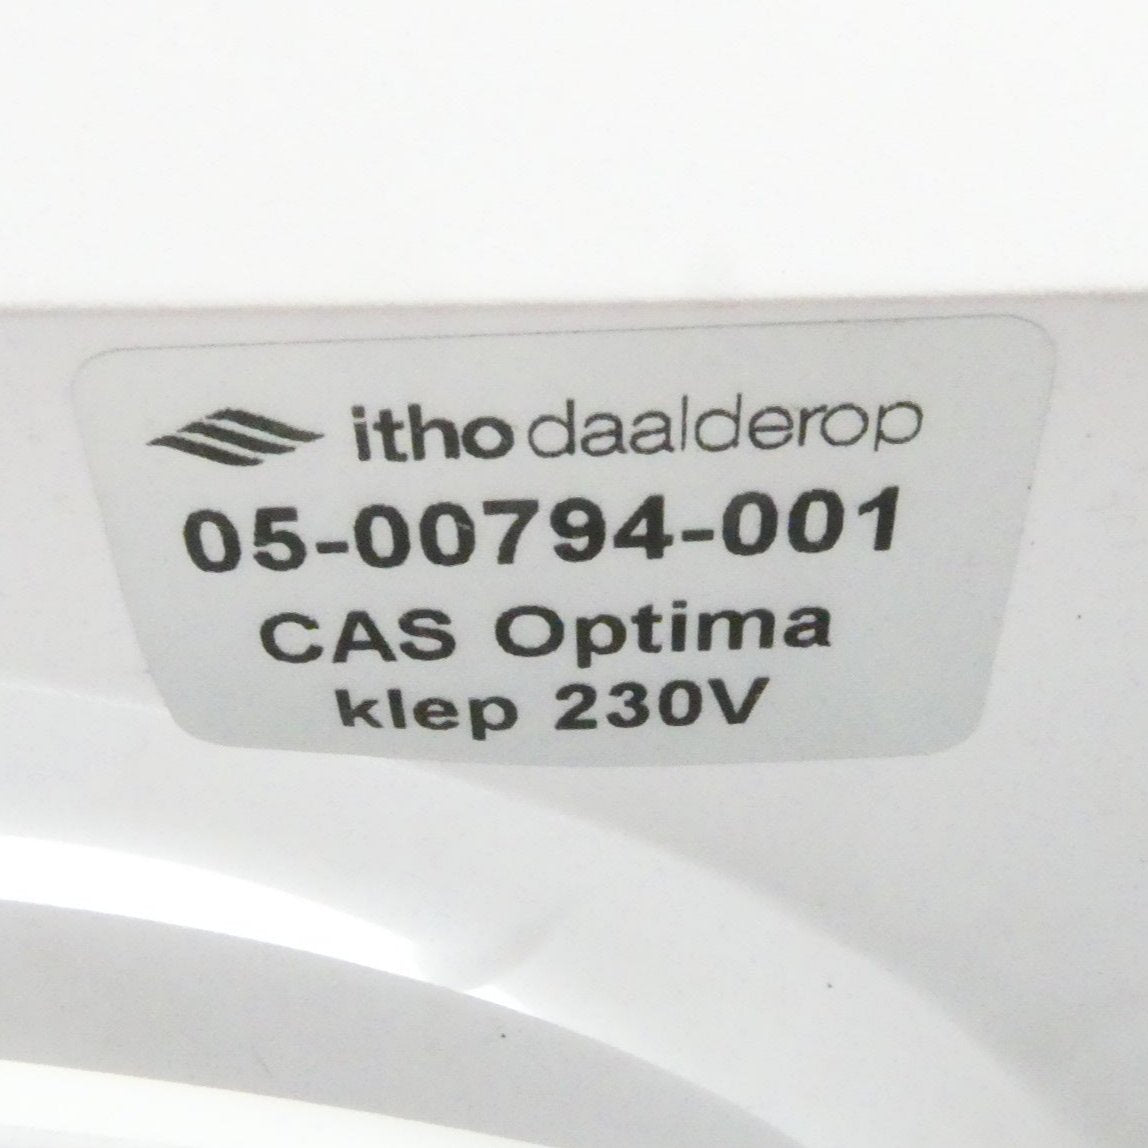 itho daalderop
05-00794-001
CAS Optima
klep 230V